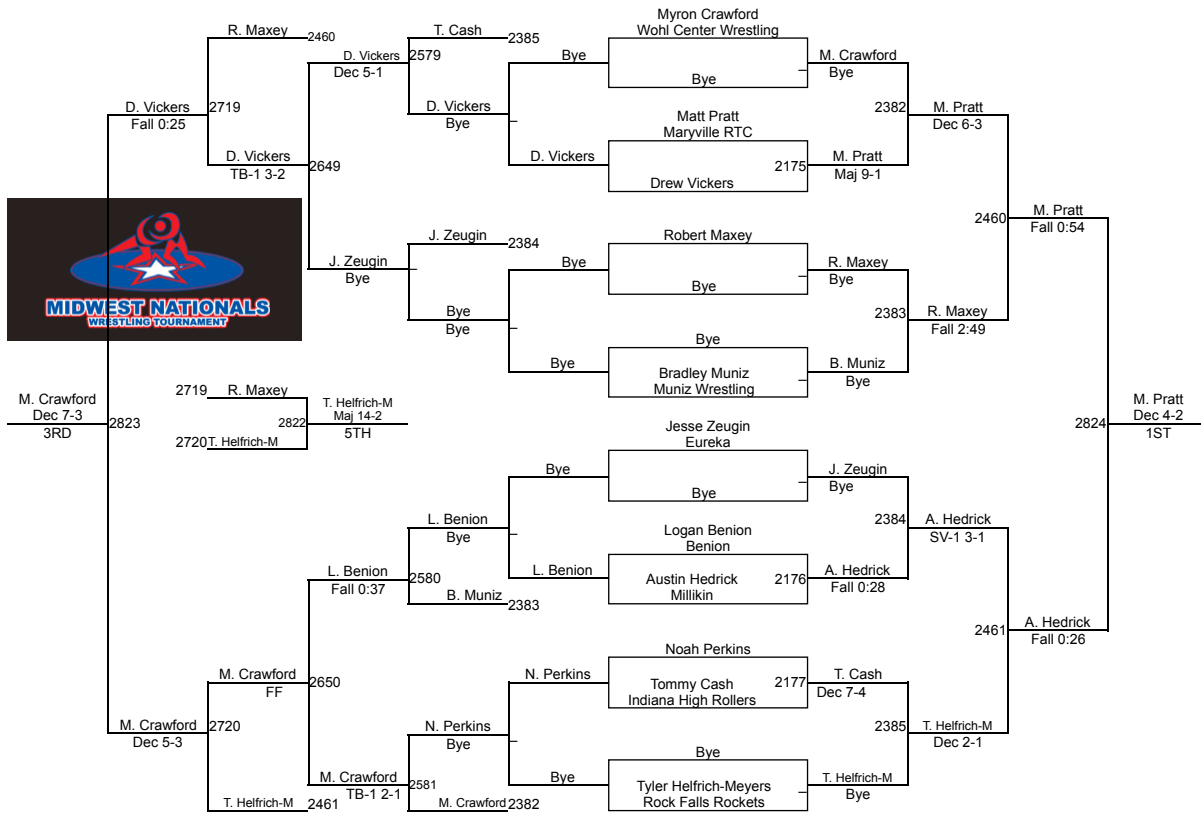 Myron Crawford
Wohl Center Wrestling
R. Maxey
2460
T. Cash
2385
D. Vickers
2579
Dec 5-1
Bye
Bye
M. Crawford
Bye
D. Vickers
2719
Fall 0:25
D. Vickers
Bye
Matt Pratt
Maryville RTC
2382
M. Pratt
Dec 6-3
D. Vickers
TB-1 3-2
2649
D. Vickers
Drew Vickers
2175
M. Pratt
Maj 9-1
MIDWEST NATIONALS
WRESTLING TOURNAMENT
2460
M. Pratt
Fall 0:54
J. Zeugin
2384
J. Zeugin
Bye
Robert Maxey
Bye
Bye
R. Maxey
Bye
Bye
Bye
2383
R. Maxey
Fall 2:49
Bye
Bye
Bradley Muniz
Muniz Wrestling
B. Muniz
Bye
M. Crawford
Dec 7-3
3RD
2823
2719
R. Maxey
2720
T. Helfrich-M
2822
T. Helfrich-M
Maj 14-2
5TH
2824
M. Pratt
Dec 4-2
1ST
Jesse Zeugin
Eureka
Bye
Bye
J. Zeugin
Bye
L. Benion
Bye
2384
A. Hedrick
SV-1 3-1
Logan Benion
Benion
L. Benion
Fall 0:37
2580
L. Benion
Austin Hedrick
Millikin
2176
A. Hedrick
Fall 0:28
B. Muniz
2383
2461
A. Hedrick
Fall 0:26
Noah Perkins
M. Crawford
FF
2650
N. Perkins
Tommy Cash
Indiana High Rollers
2177
T. Cash
Dec 7-4
M. Crawford
Dec 5-3
2720
N. Perkins
Bye
2385
T. Helfrich-M
Dec 2-1
Bye
M. Crawford
TB-1 2-1
2581
Bye
Tyler Helfrich-Meyers
Rock Falls Rockets
T. Helfrich-M
Bye
T. Helfrich-M
2461
M. Crawford
2382